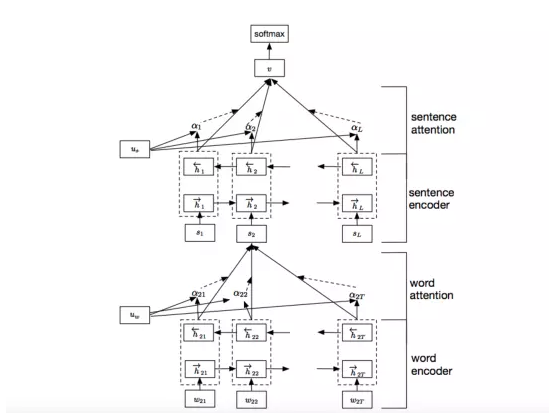 softmax
v
α1 α2 αL
sentence
attention
us
←h1 ←h2 ←hL
sentence
encoder
→h1 →h2 →hL
s1 s2 sL
word
attention
α21 α22 α2T
uw
←h21 ←h22 ←h2T
word
encoder
→h21 →h22 →h2T
w21 w22 w2T